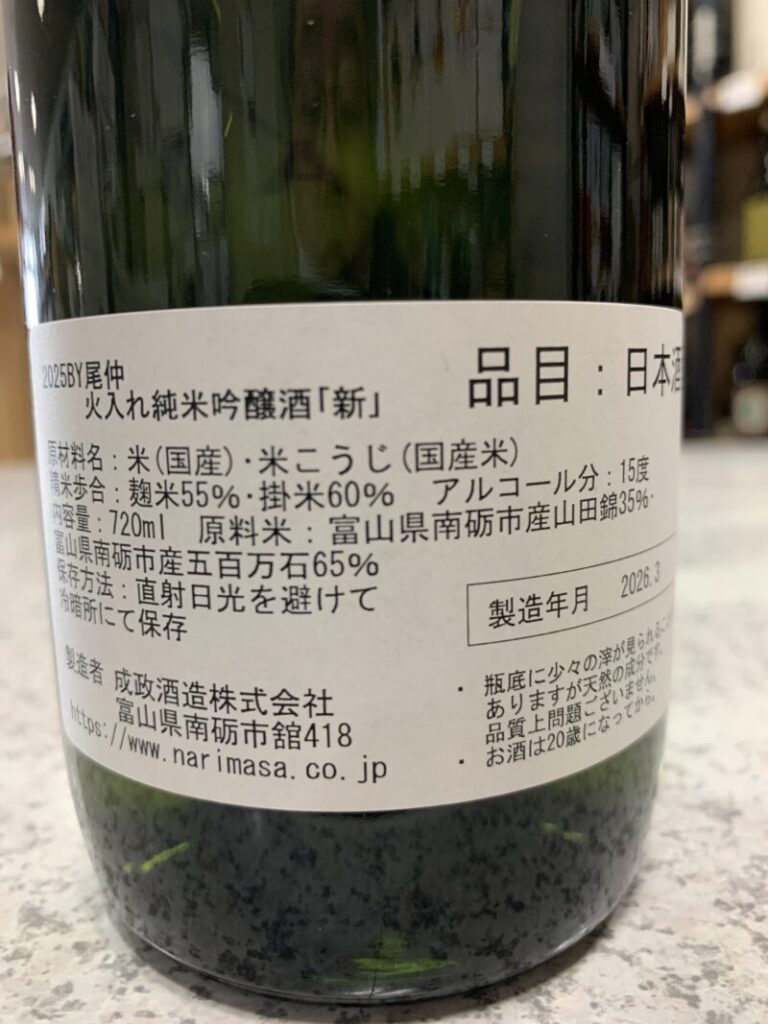 2025BY尾仲
火入れ純米吟醸酒「新」
品目：日本酒
原材料名：米(国産)・米こうじ(国産米)
精米歩合：麹米55%・掛米60%　アルコール分：15度
内容量：720ml　原料米：富山県南砺市産山田錦35%・
富山県南砺市産五百万石65%
保存方法：直射日光を避けて
冷暗所にて保存
製造年月　2026.3
製造者　成政酒造株式会社
富山県南砺市舘418
https://www.narimasa.co.jp
・瓶底に少々の滓が見られること
ありますが天然の成分です。
品質上問題ございません。
・お酒は20歳になってから。